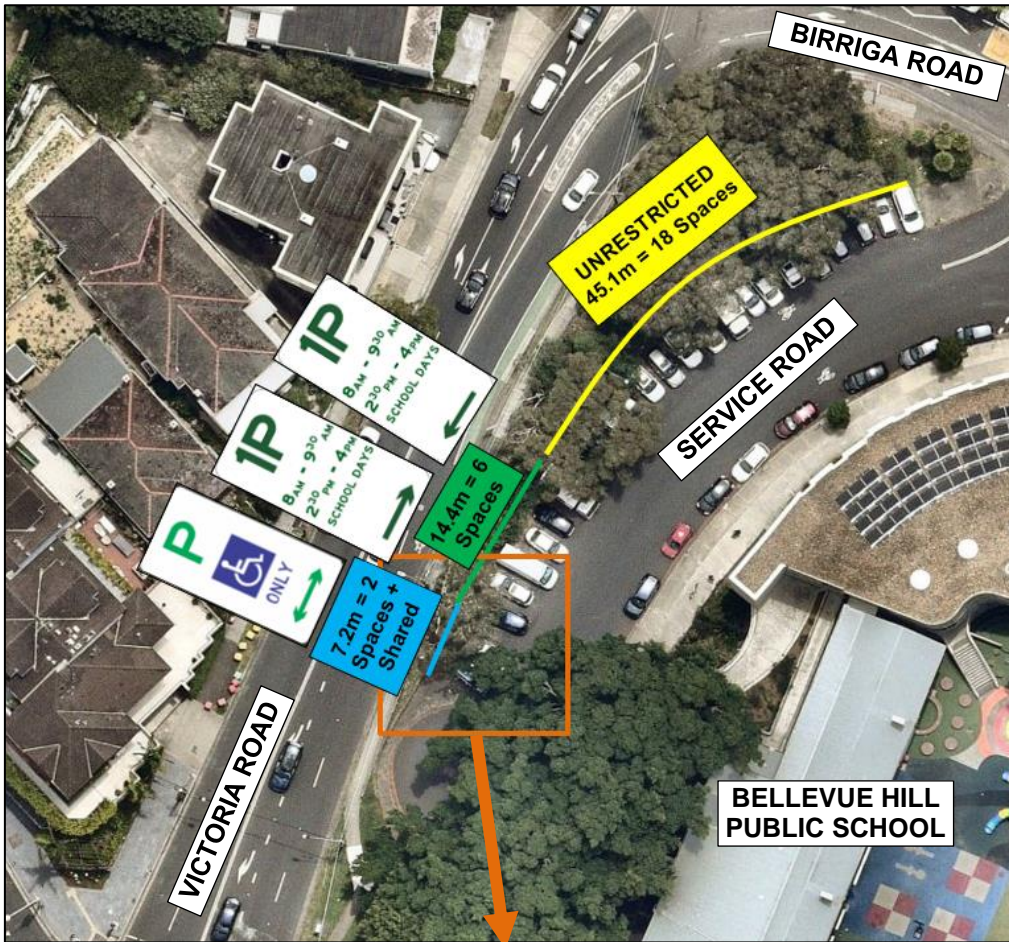 BIRRIGA ROAD
UNRESTRICTED
45.1m = 18 Spaces
SERVICE ROAD
1P
8AM - 9³⁰ AM
2³⁰ PM - 4PM
SCHOOL DAYS
1P
8AM - 9³⁰ AM
2³⁰ PM - 4PM
SCHOOL DAYS
14.4m = 6
Spaces
P
ONLY
7.2m = 2
Spaces +
Shared
VICTORIA ROAD
BELLEVUE HILL
PUBLIC SCHOOL